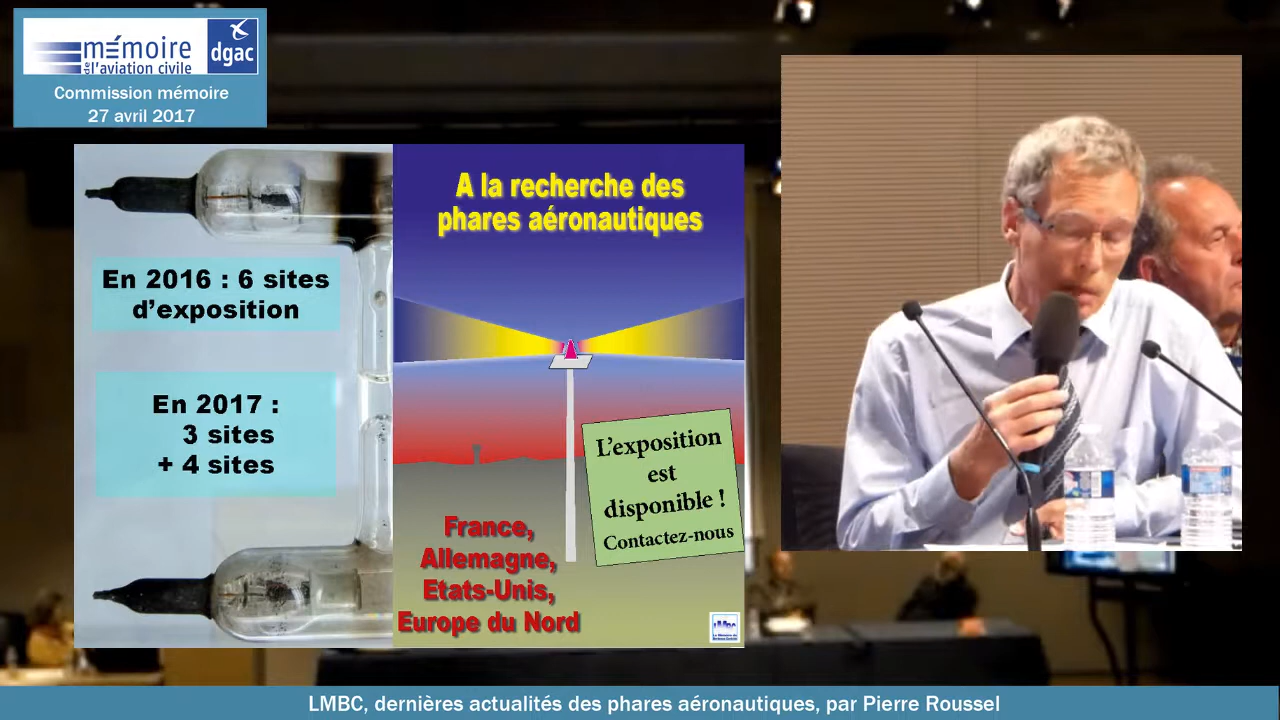 mémoire
de l'aviation civile
dgac
Commission mémoire
27 avril 2017
A la recherche des
phares aéronautiques
En 2016 : 6 sites
d'exposition
En 2017 :
3 sites
+ 4 sites
L'exposition
est
disponible !
Contactez-nous
France,
Allemagne,
Etats-Unis,
Europe du Nord
LMBC
LMBC, dernières actualités des phares aéronautiques, par Pierre Roussel